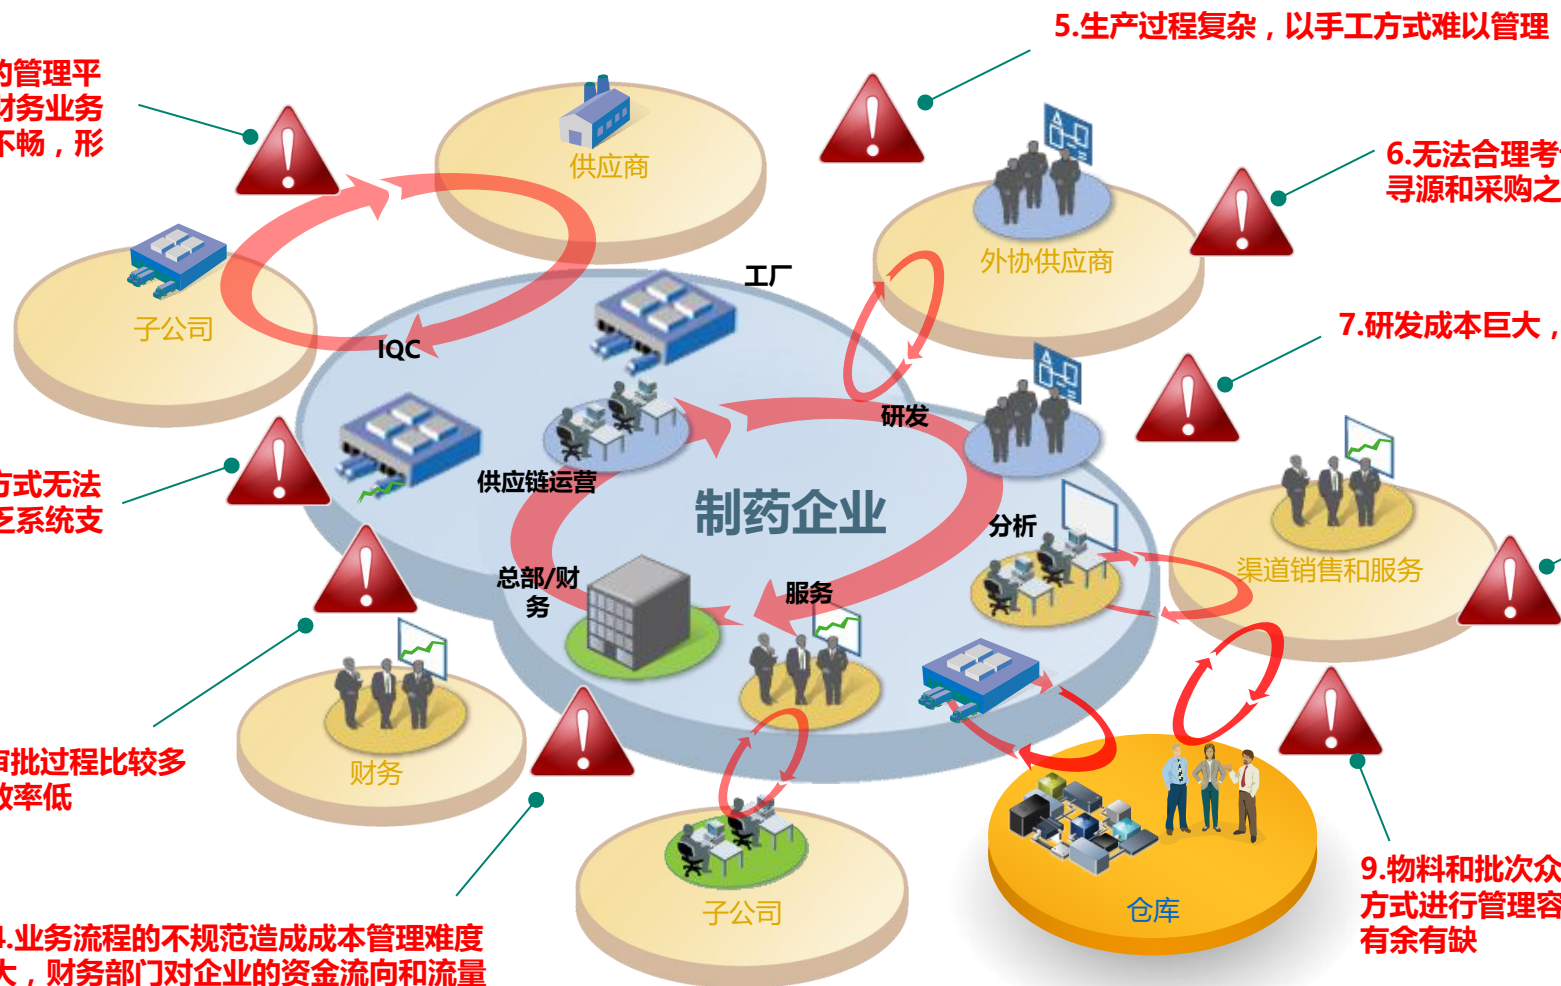 5.生产过程复杂，以手工方式难以管理
的管理平
财务业务
不畅，形
供应商
6.无法合理考
寻源和采购之
外协供应商
工厂
子公司
IQC
7.研发成本巨大，
研发
方式无法
乏系统支
供应链运营
制药企业
分析
渠道销售和服务
总部/财
务
服务
审批过程比较多
效率低
财务
子公司
仓库
9.物料和批次众
方式进行管理容
有余有缺
4.业务流程的不规范造成成本管理难度
大，财务部门对企业的资金流向和流量